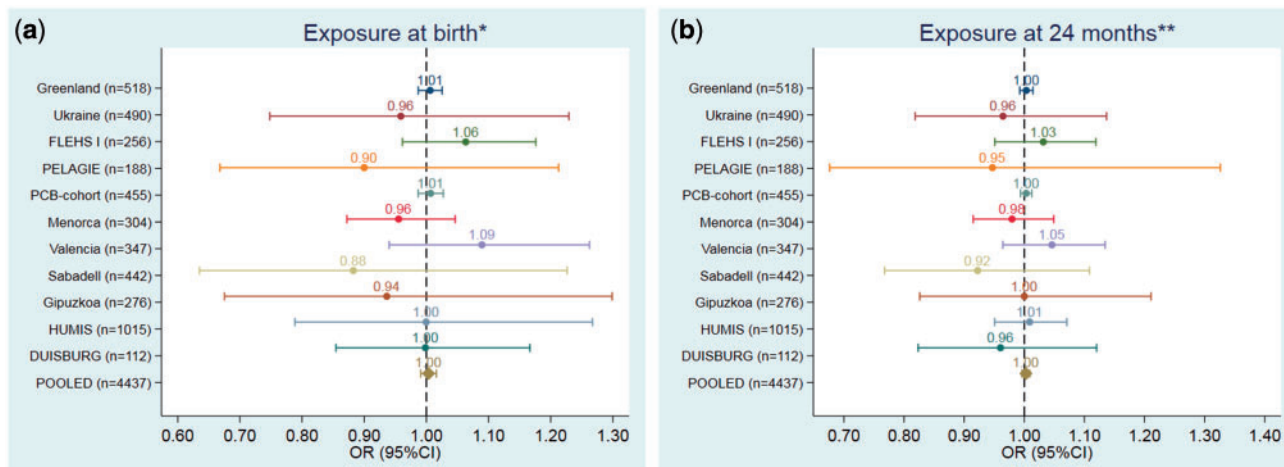 (a)
Exposure at birth*
Greenland (n=518)
1.01
Ukraine (n=490)
0.96
FLEHS I (n=256)
1.06
PELAGIE (n=188)
0.90
PCB-cohort (n=455)
1.01
Menorca (n=304)
0.96
Valencia (n=347)
1.09
Sabadell (n=442)
0.88
Gipuzkoa (n=276)
0.94
HUMIS (n=1015)
1.00
DUISBURG (n=112)
1.00
POOLED (n=4437)
1.00
0.60 0.70 0.80 0.90 1.00 1.10 1.20 1.30
OR (95%CI)
(b)
Exposure at 24 months**
Greenland (n=518)
1.00
Ukraine (n=490)
0.96
FLEHS I (n=256)
1.03
PELAGIE (n=188)
0.95
PCB-cohort (n=455)
1.00
Menorca (n=304)
0.98
Valencia (n=347)
1.05
Sabadell (n=442)
0.92
Gipuzkoa (n=276)
1.00
HUMIS (n=1015)
1.01
DUISBURG (n=112)
0.96
POOLED (n=4437)
1.00
0.70 0.80 0.90 1.00 1.10 1.20 1.30 1.40
OR (95%CI)